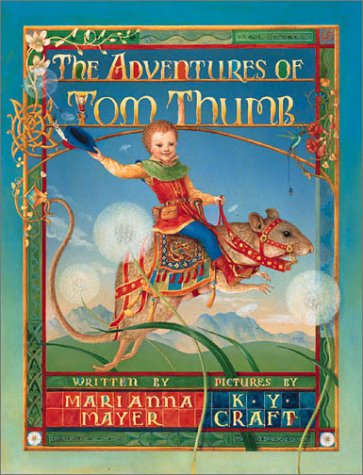 THE ADVENTURES OF
TOM THUMB
WRITTEN BY
MARIANNA
MAYER
PICTURES BY
K·Y·
CRAFT